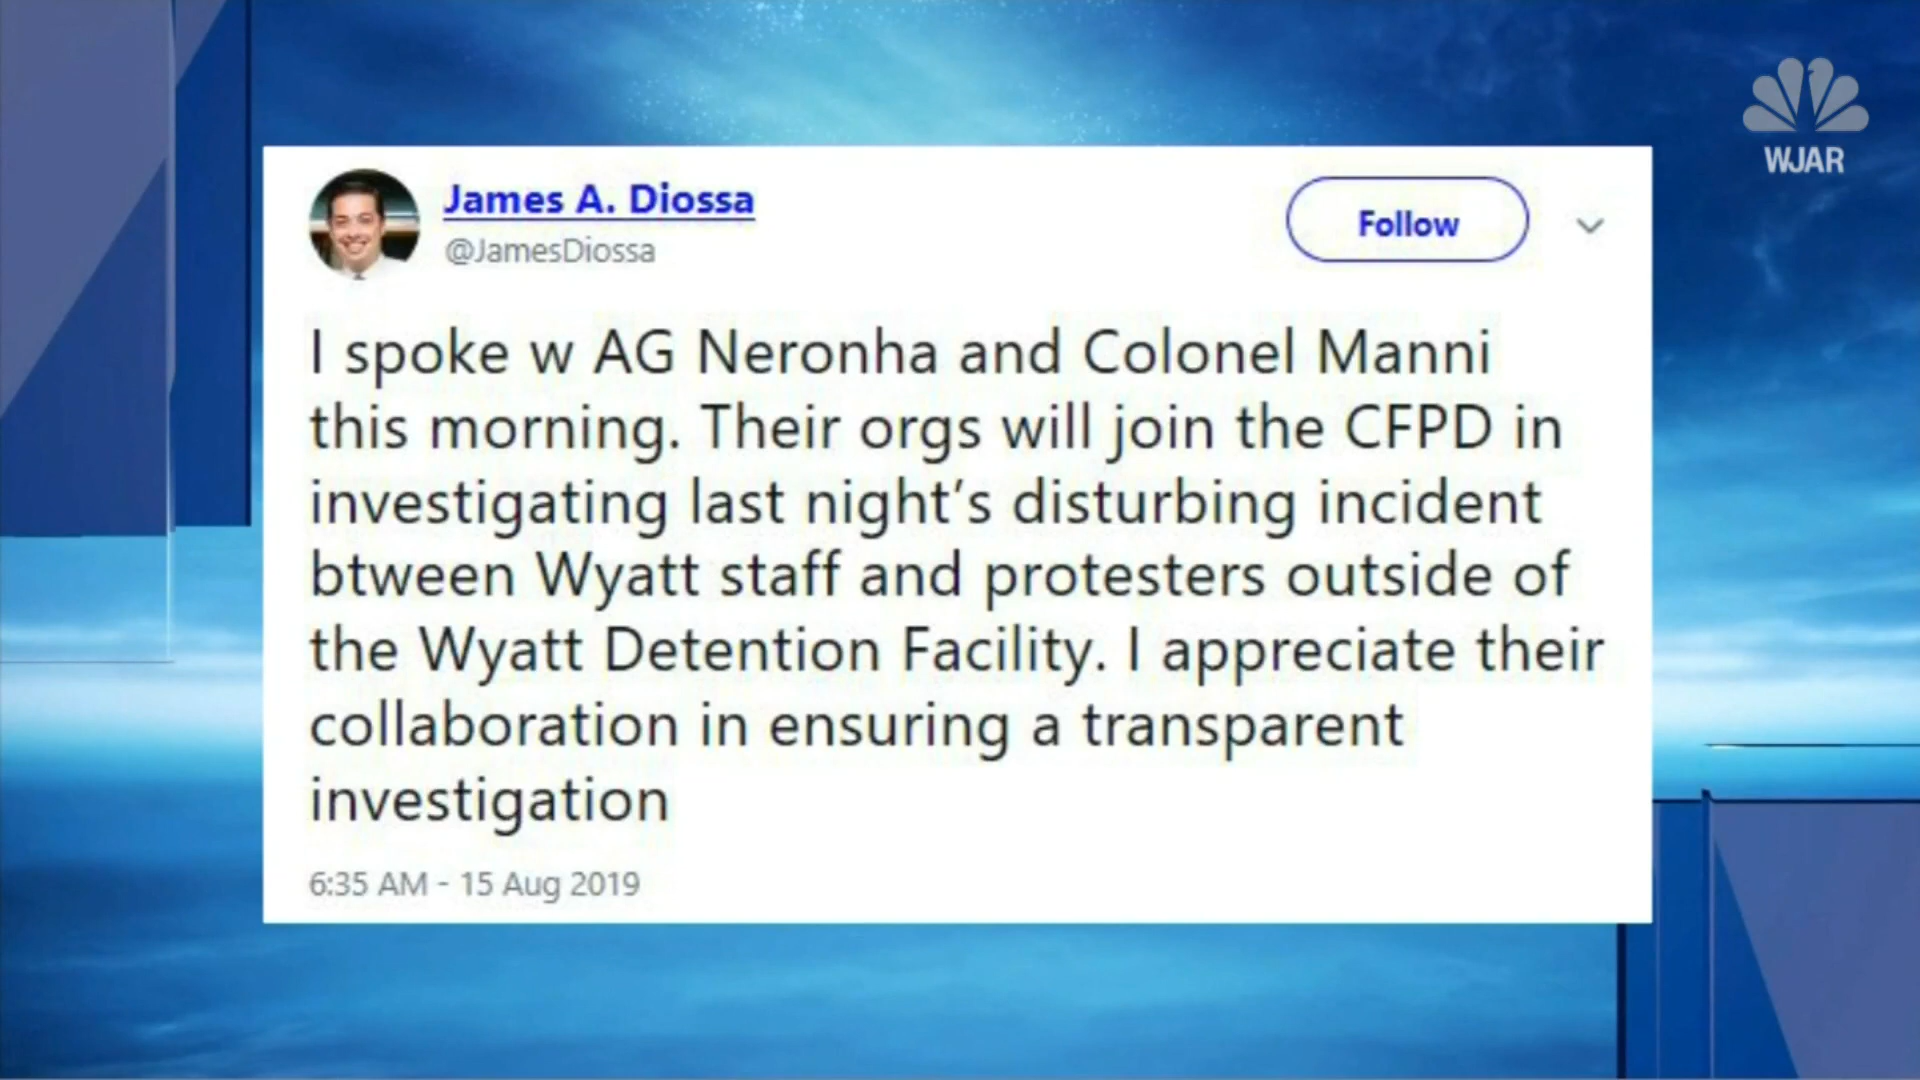 WJAR
James A. Diossa
@JamesDiossa
Follow
I spoke w AG Neronha and Colonel Manni
this morning. Their orgs will join the CFPD in
investigating last night's disturbing incident
btween Wyatt staff and protesters outside of
the Wyatt Detention Facility. I appreciate their
collaboration in ensuring a transparent
investigation
6:35 AM - 15 Aug 2019